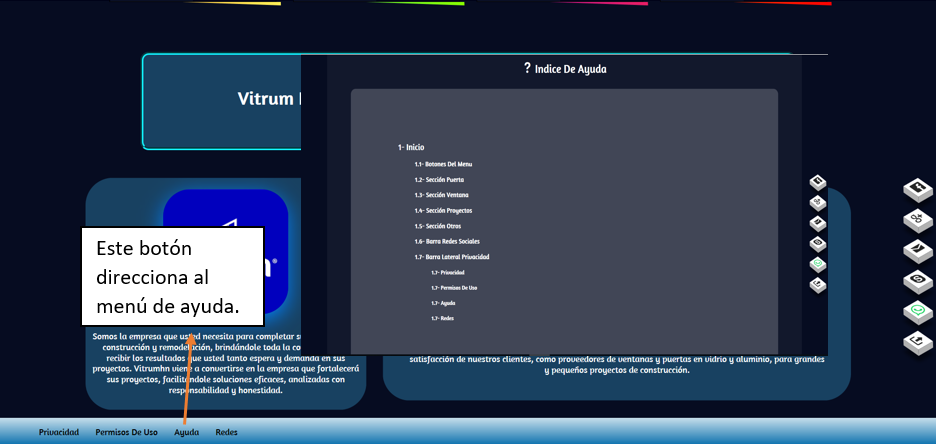 ? Indice De Ayuda
Vitrum
1- Inicio
1.1- Botones Del Menu
1.2- Sección Puerta
1.3- Sección Ventana
1.4- Sección Proyectos
1.5- Sección Otros
1.6- Barra Redes Sociales
1.7- Barra Lateral Privacidad
1.7- Privacidad
1.7- Permisos De Uso
1.7- Ayuda
1.7- Redes
Este botón
direcciona al
menú de ayuda.
Somos la empresa que usted necesita para completar
construcción y remodelación, brindándole toda la
recibir los resultados que usted tanto espera y demanda en sus
proyectos. Vitrumhn viene a convertirse en la empresa que fortalecerá
sus proyectos, facilitándole soluciones eficaces, analizadas con
responsabilidad y honestidad.
satisfacción de nuestros clientes, como proveedores de ventanas y puertas en vidrio y aluminio, para grandes
y pequeños proyectos de construcción.
Privacidad Permisos De Uso Ayuda Redes